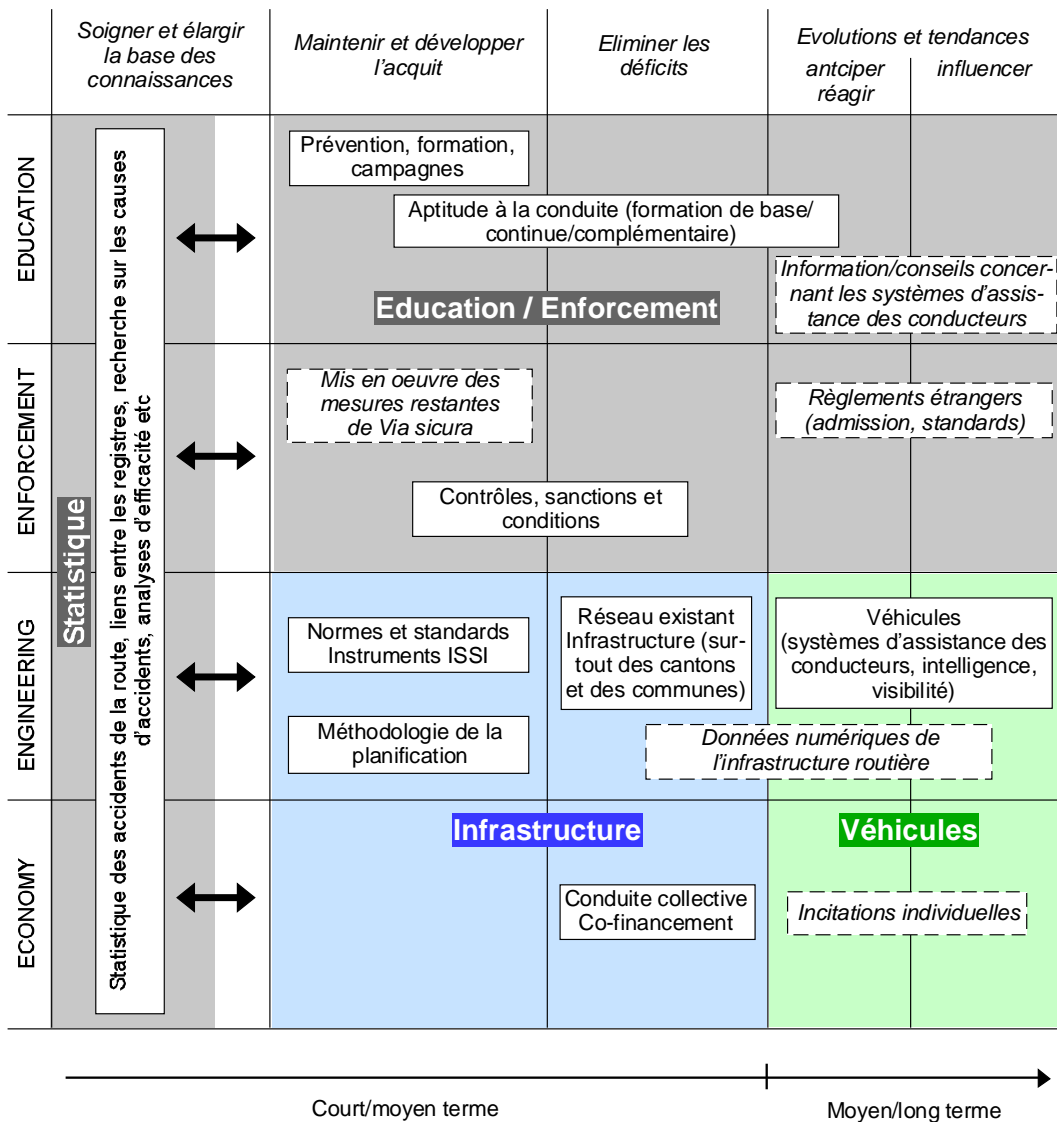 Soigner et élargir
la base des
connaissances
Maintenir et développer
l'acquit
Eliminer les
déficits
Evolutions et tendances
antciper
réagir
influencer
EDUCATION
ENFORCEMENT
ENGINEERING
ECONOMY
Statistique
Statistique des accidents de la route, liens entre les registres, recherche sur les causes
d'accidents, analyses d'efficacité etc
Prévention, formation,
campagnes
Aptitude à la conduite (formation de base/
continue/complémentaire)
Information/conseils concer-
nant les systèmes d'assis-
tance des conducteurs
Education / Enforcement
Mis en oeuvre des
mesures restantes
de Via sicura
Règlements étrangers
(admission, standards)
Contrôles, sanctions et
conditions
Normes et standards
Instruments ISSI
Réseau existant
Infrastructure (sur-
tout des cantons
et des communes)
Véhicules
(systèmes d'assistance des
conducteurs, intelligence,
visibilité)
Méthodologie de la
planification
Données numériques de
l'infrastructure routière
Infrastructure
Véhicules
Conduite collective
Co-financement
Incitations individuelles
Court/moyen terme
Moyen/long terme